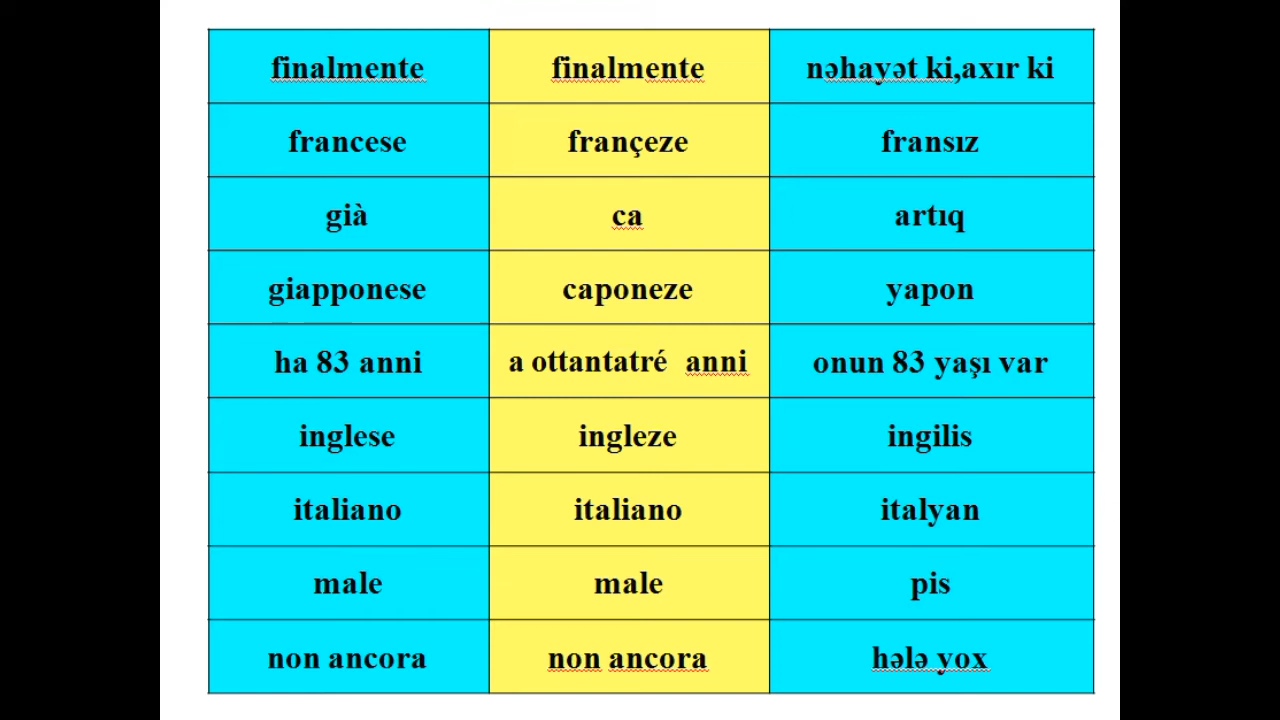 finalmente finalmente nəhayət ki,axır ki
francese françeze fransız
già ca artıq
giapponese caponeze yapon
ha 83 anni a ottantatré anni onun 83 yaşı var
inglese ingleze ingilis
italiano italiano italyan
male male pis
non ancora non ancora hələ yox